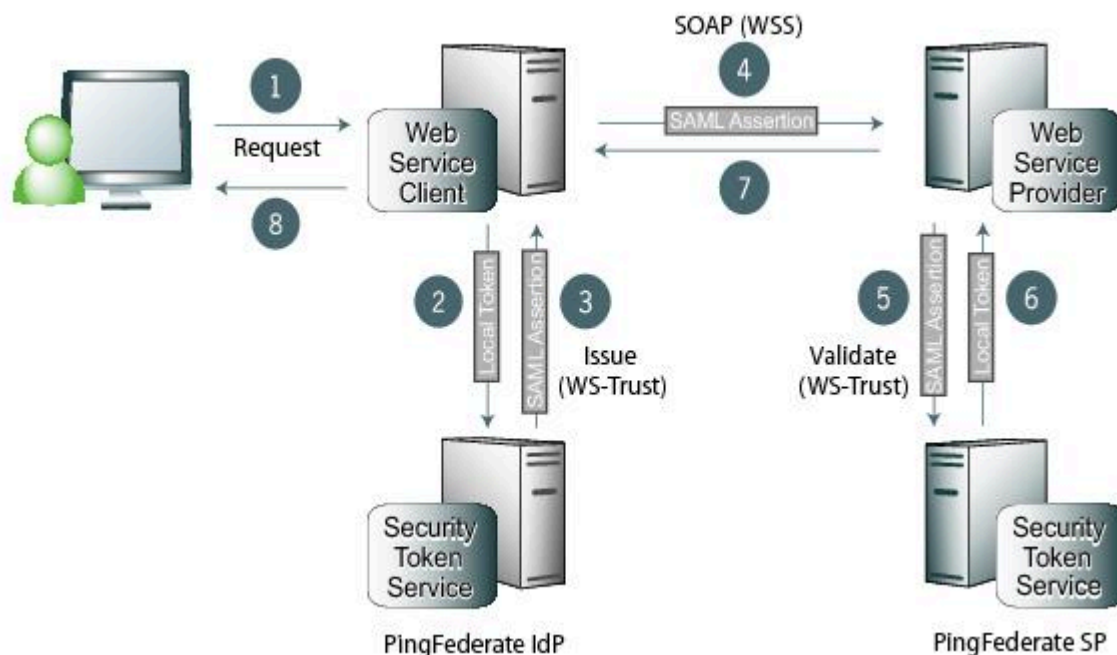 SOAP (WSS)
4
1
SAML Assertion
Request
Web
Service
Client
Web
Service
Provider
7
8
2
Local Token
SAML Assertion
3
Issue
(WS-Trust)
5
Validate
(WS-Trust)
SAML Assertion
Local Token
6
Security
Token
Service
Security
Token
Service
PingFederate IdP
PingFederate SP